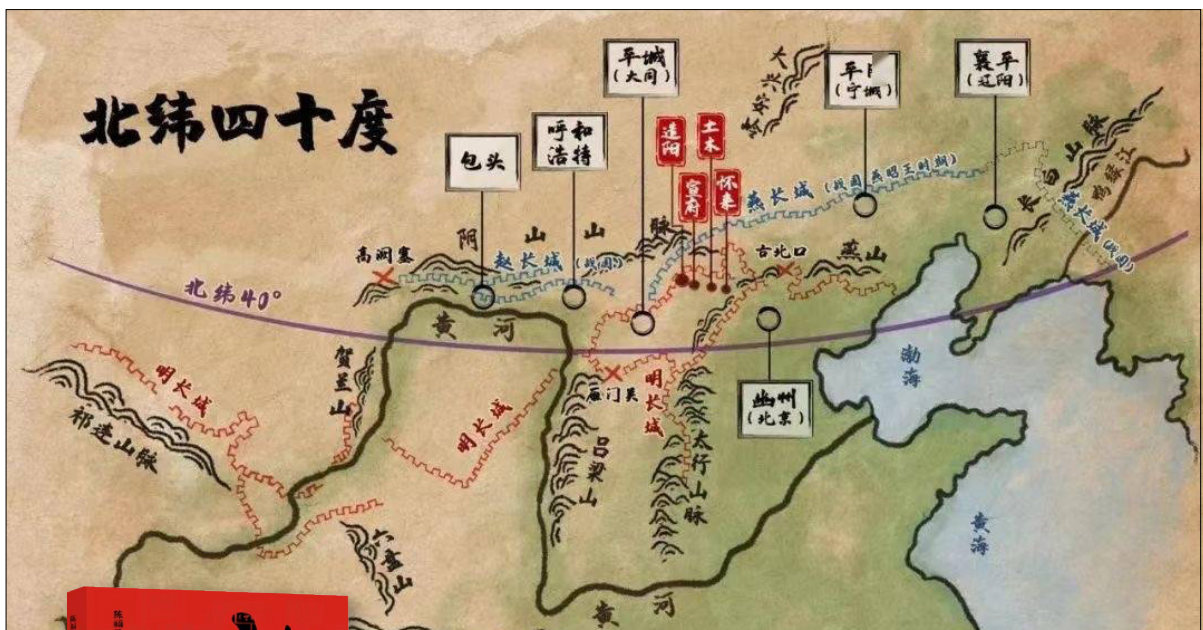 北纬四十度
平城
(大同)
大兴安岭
平
(宁城)
襄平
(辽阳)
呼和
浩特
包头
造阳
土木
宣府
怀来
燕长城 (战国燕昭王时期)
长白山脉
鸭绿江
燕长城 (战国)
阴山山脉
高阙塞
赵长城 (战国)
古北口
燕山
北纬40°
黄河
贺兰山
明长城
祁连山脉
明长城
雁门关
明长城
幽州
(北京)
渤海
吕梁山
太行山脉
黄海
六盘山
黄河